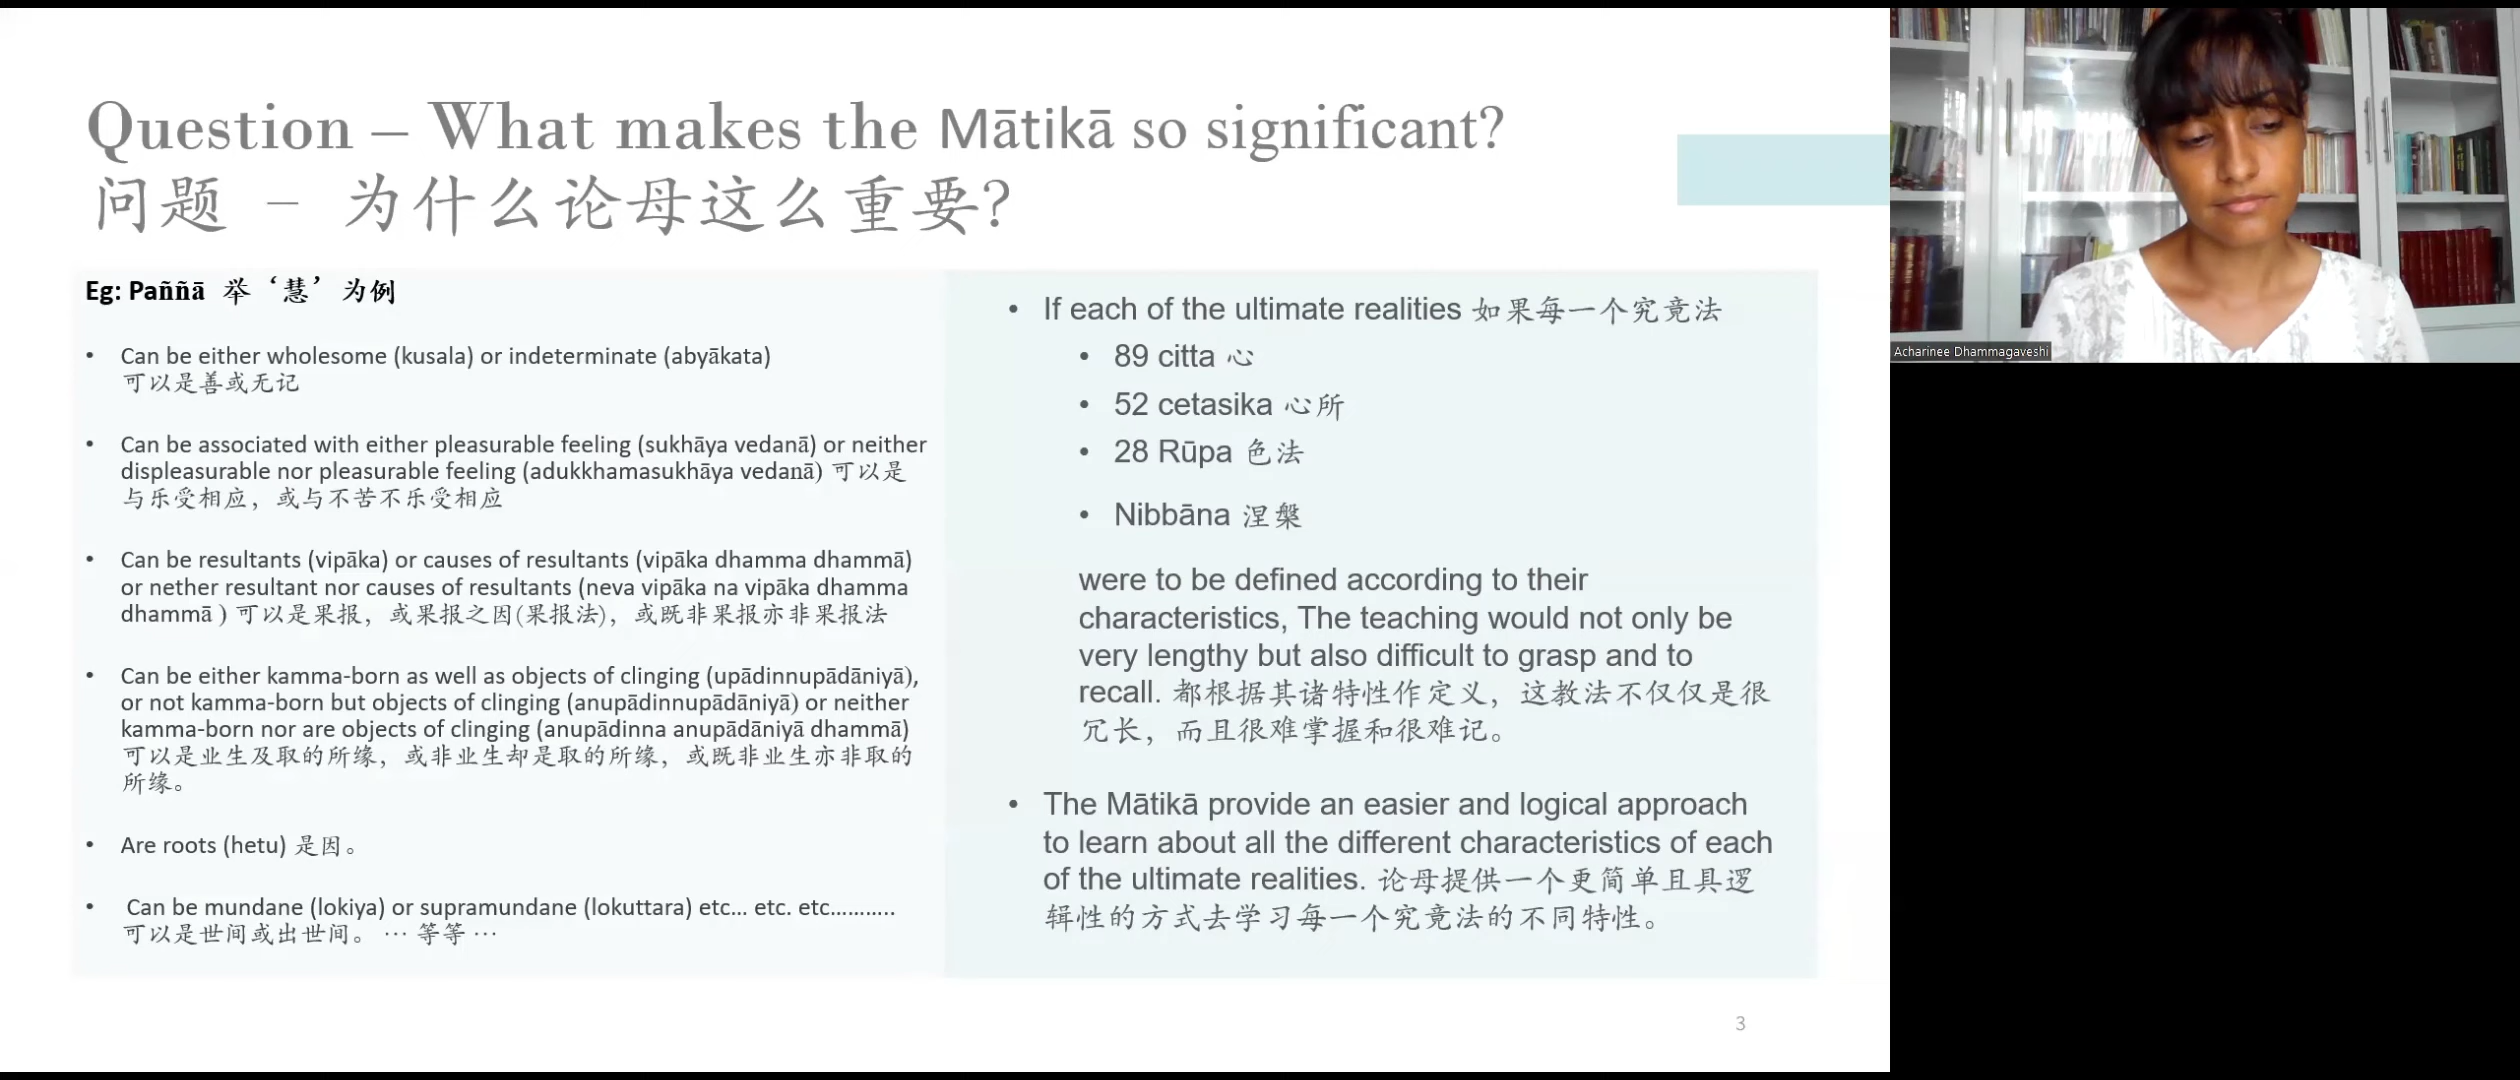 Question – What makes the Mātikā so significant?
问题 – 为什么论母这么重要?
Eg: Paññā 举‘慧’为例
• Can be either wholesome (kusala) or indeterminate (abyākata)
可以是善或无记
• Can be associated with either pleasurable feeling (sukhāya vedanā) or neither
displeasurable nor pleasurable feeling (adukkhamasukhāya vedanā) 可以是
与乐受相应，或与不苦不乐受相应
• Can be resultants (vipāka) or causes of resultants (vipāka dhamma dhammā)
or nether resultant nor causes of resultants (neva vipāka na vipāka dhamma
dhammā ) 可以是果报，或果报之因(果报法)，或既非果报亦非果报法
• Can be either kamma-born as well as objects of clinging (upādinnupādāniyā),
or not kamma-born but objects of clinging (anupādinnupādāniyā) or neither
kamma-born nor are objects of clinging (anupādinna anupādāniyā dhammā)
可以是业生及取的所缘，或非业生却是取的所缘，或既非业生亦非取的
所缘。
• Are roots (hetu) 是因。
• Can be mundane (lokiya) or supramundane (lokuttara) etc... etc. etc...........
可以是世间或出世间。 … 等等 …
• If each of the ultimate realities 如果每一个究竟法
• 89 citta 心
• 52 cetasika 心所
• 28 Rūpa 色法
• Nibbāna 涅槃
were to be defined according to their
characteristics, The teaching would not only be
very lengthy but also difficult to grasp and to
recall. 都根据其诸特性作定义，这教法不仅仅是很
冗长，而且很难掌握和很难记。
• The Mātikā provide an easier and logical approach
to learn about all the different characteristics of each
of the ultimate realities. 论母提供一个更简单且具逻
辑性的方式去学习每一个究竟法的不同特性。
3
Acharinee Dhammagaveshi